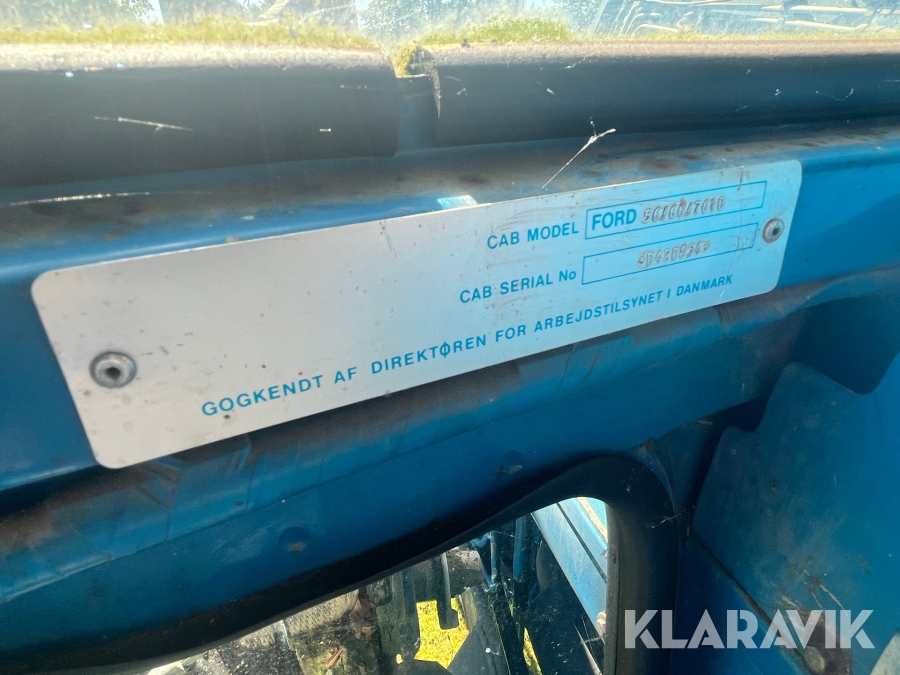 CAB MODEL FORD
CAB SERIAL No
GOGKENDT AF DIREKTØREN FOR ARBEJDSTILSYNET I DANMARK
KLARAVIK